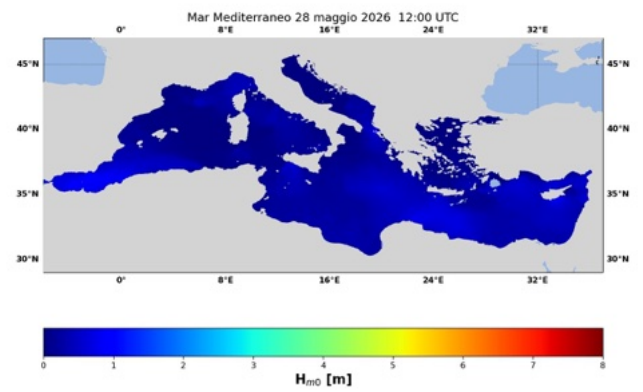 Mar Mediterraneo 28 maggio 2026 12:00 UTC
0° 8°E 16°E 24°E 32°E
45°N 45°N
40°N 40°N
35°N 35°N
30°N 30°N
0° 8°E 16°E 24°E 32°E
0 1 2 3 4 5 6 7 8
Hm0 [m]